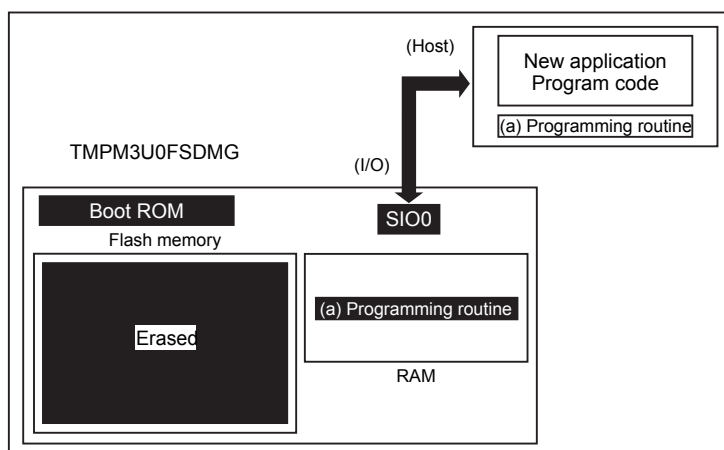 (Host)
New application
Program code
(a) Programming routine
TMPM3U0FSDMG
(I/O)
Boot ROM
SIO0
Flash memory
(a) Programming routine
Erased
RAM